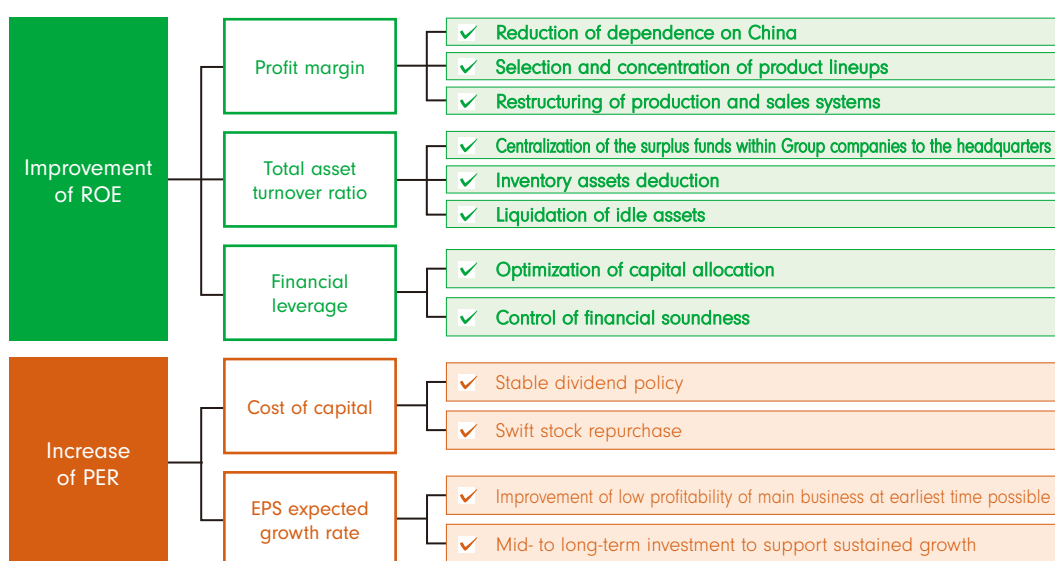 Improvement
of ROE
Profit margin
Reduction of dependence on China
Selection and concentration of product lineups
Restructuring of production and sales systems
Total asset
turnover ratio
Centralization of the surplus funds within Group companies to the headquarters
Inventory assets deduction
Liquidation of idle assets
Financial
leverage
Optimization of capital allocation
Control of financial soundness
Increase
of PER
Cost of capital
Stable dividend policy
Swift stock repurchase
EPS expected
growth rate
Improvement of low profitability of main business at earliest time possible
Mid- to long-term investment to support sustained growth